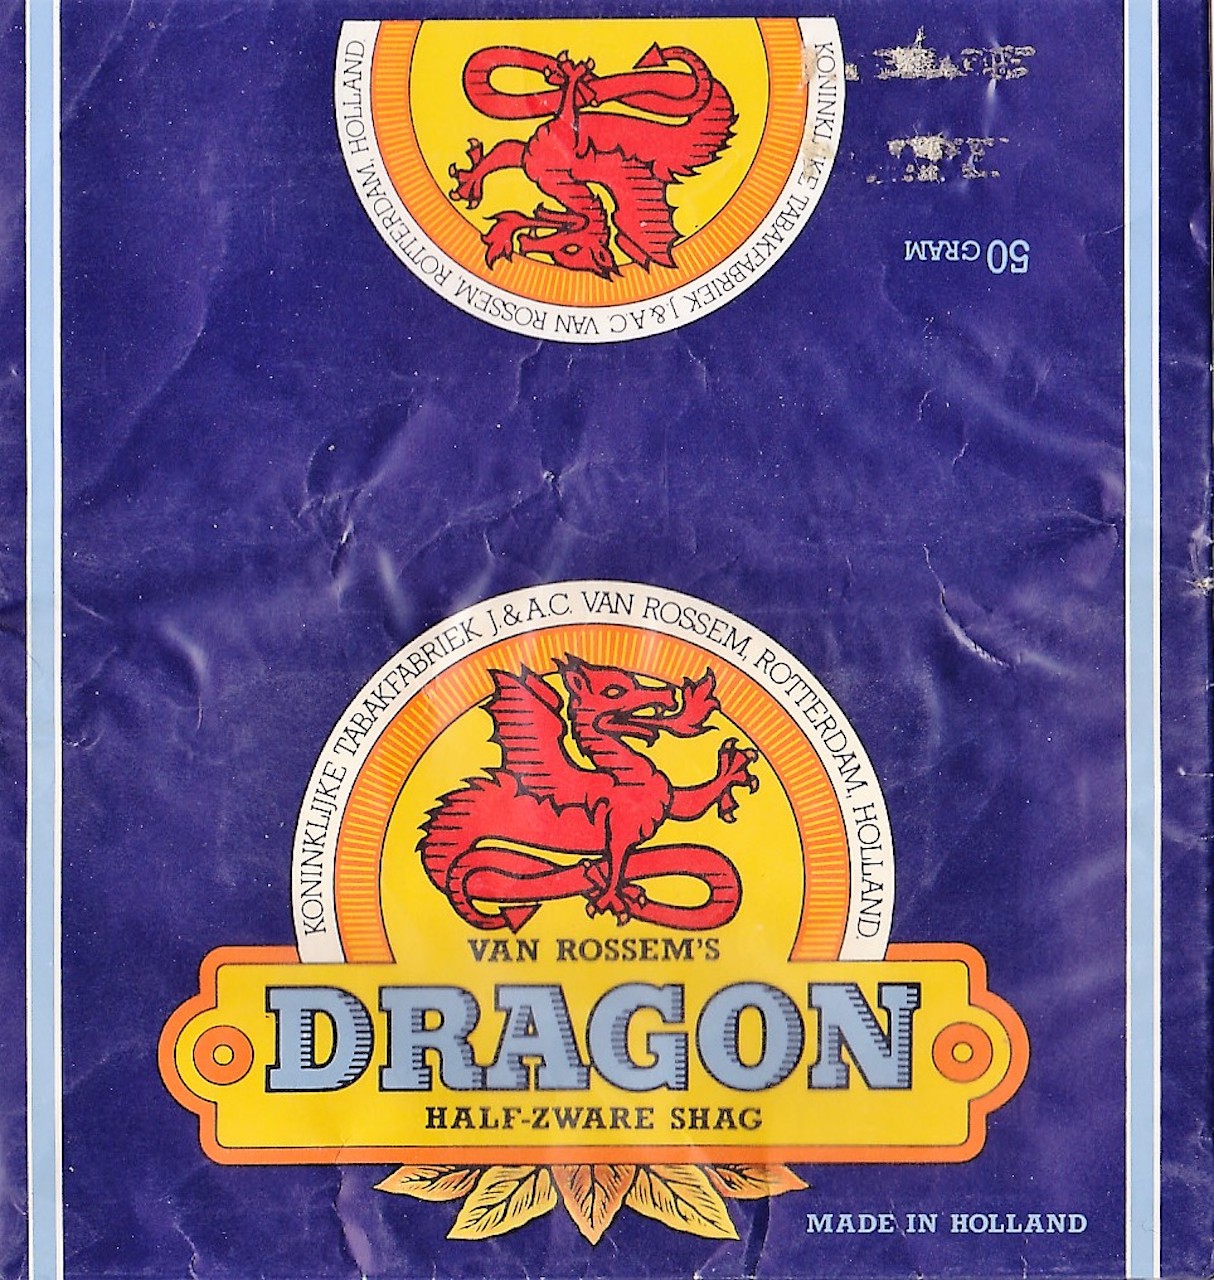 KONINKLIJKE TABAKFABRIEK J.& A.C. VAN ROSSEM, ROTTERDAM, HOLLAND.
50 GRAM
KONINKLIJKE TABAKFABRIEK J.& A.C. VAN ROSSEM, ROTTERDAM, HOLLAND.
VAN ROSSEM'S
DRAGON
HALF-ZWARE SHAG
MADE IN HOLLAND